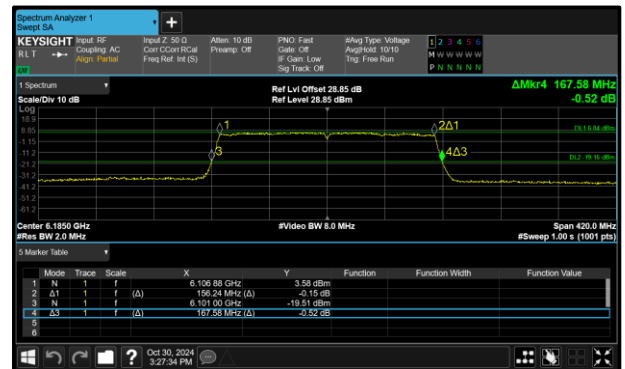 Spectrum Analyzer 1
Swept SA
+
KEYSIGHT Input: RF Input Z: 50 Ω Atten: 10 dB PNO: Fast #Avg Type: Voltage 1 2 3 4 5 6
RLT Coupling: AC Corr CCorr RCal Preamp: Off Gate: Off Avg|Hold: 10/10 M W W W W W
Align: Partial Freq Ref: Int (S) IF Gain: Low Trig: Free Run
Sig Track: Off P N N N N N
1 Spectrum Ref Lvl Offset 28.85 dB ΔMkr4 167.58 MHz
Scale/Div 10 dB Ref Level 28.85 dBm -0.52 dB
Log
18.9
8.85 1 2Δ1 DL1 6.84 dBm
-1.15
-11.2 3 4Δ3
-21.2 DL2 -19.16 dBm
-31.2
-41.2
-51.2
-61.2
Center 6.1850 GHz #Video BW 8.0 MHz Span 420.0 MHz
#Res BW 2.0 MHz #Sweep 1.00 s (1001 pts)
5 Marker Table
Mode Trace Scale X Y Function Function Width Function Value
1 N 1 f 6.106 88 GHz 3.58 dBm
2 Δ1 1 f (Δ) 156.24 MHz (Δ) -0.15 dB
3 N 1 f 6.101 00 GHz -19.51 dBm
4 Δ3 1 f (Δ) 167.58 MHz (Δ) -0.52 dB
5
6
? Oct 30, 2024
3:27:34 PM